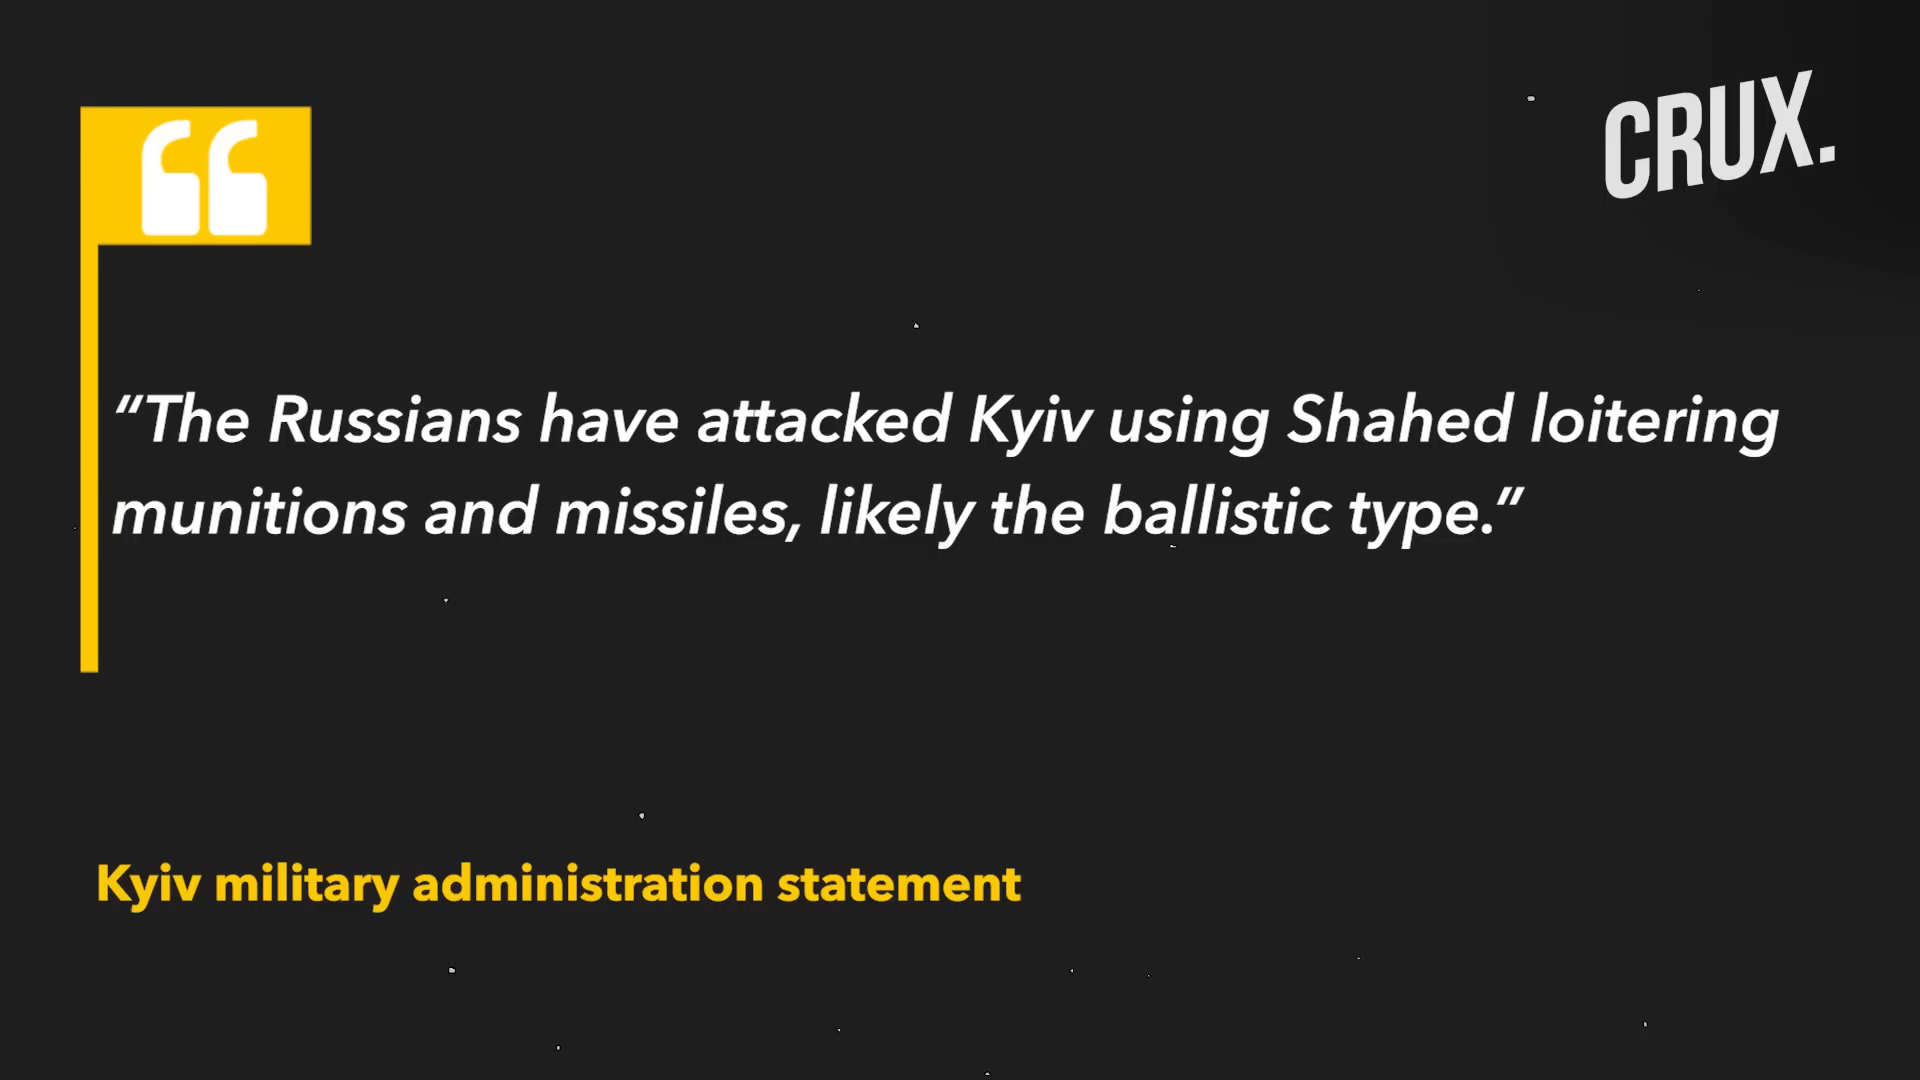 CRUX.
“The Russians have attacked Kyiv using Shahed loitering
munitions and missiles, likely the ballistic type.”
Kyiv military administration statement